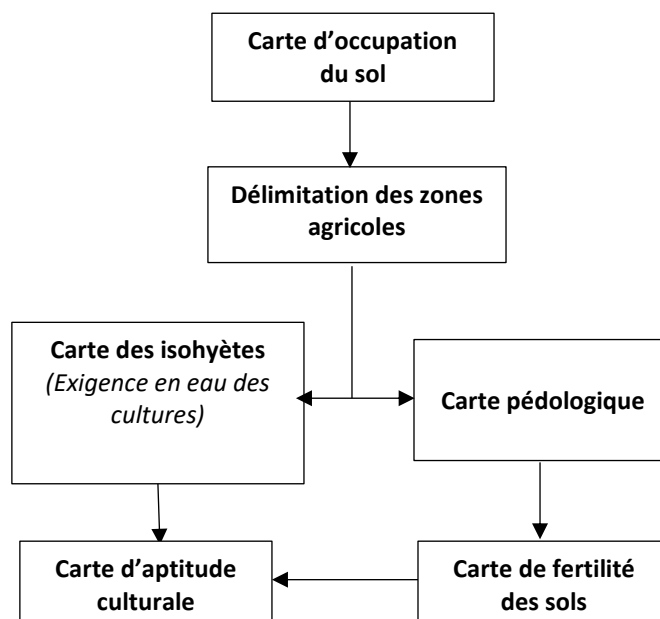 Carte d’occupation
du sol
Délimitation des zones
agricoles
Carte des isohyètes
(Exigence en eau des
cultures)
Carte pédologique
Carte d’aptitude
culturale
Carte de fertilité
des sols